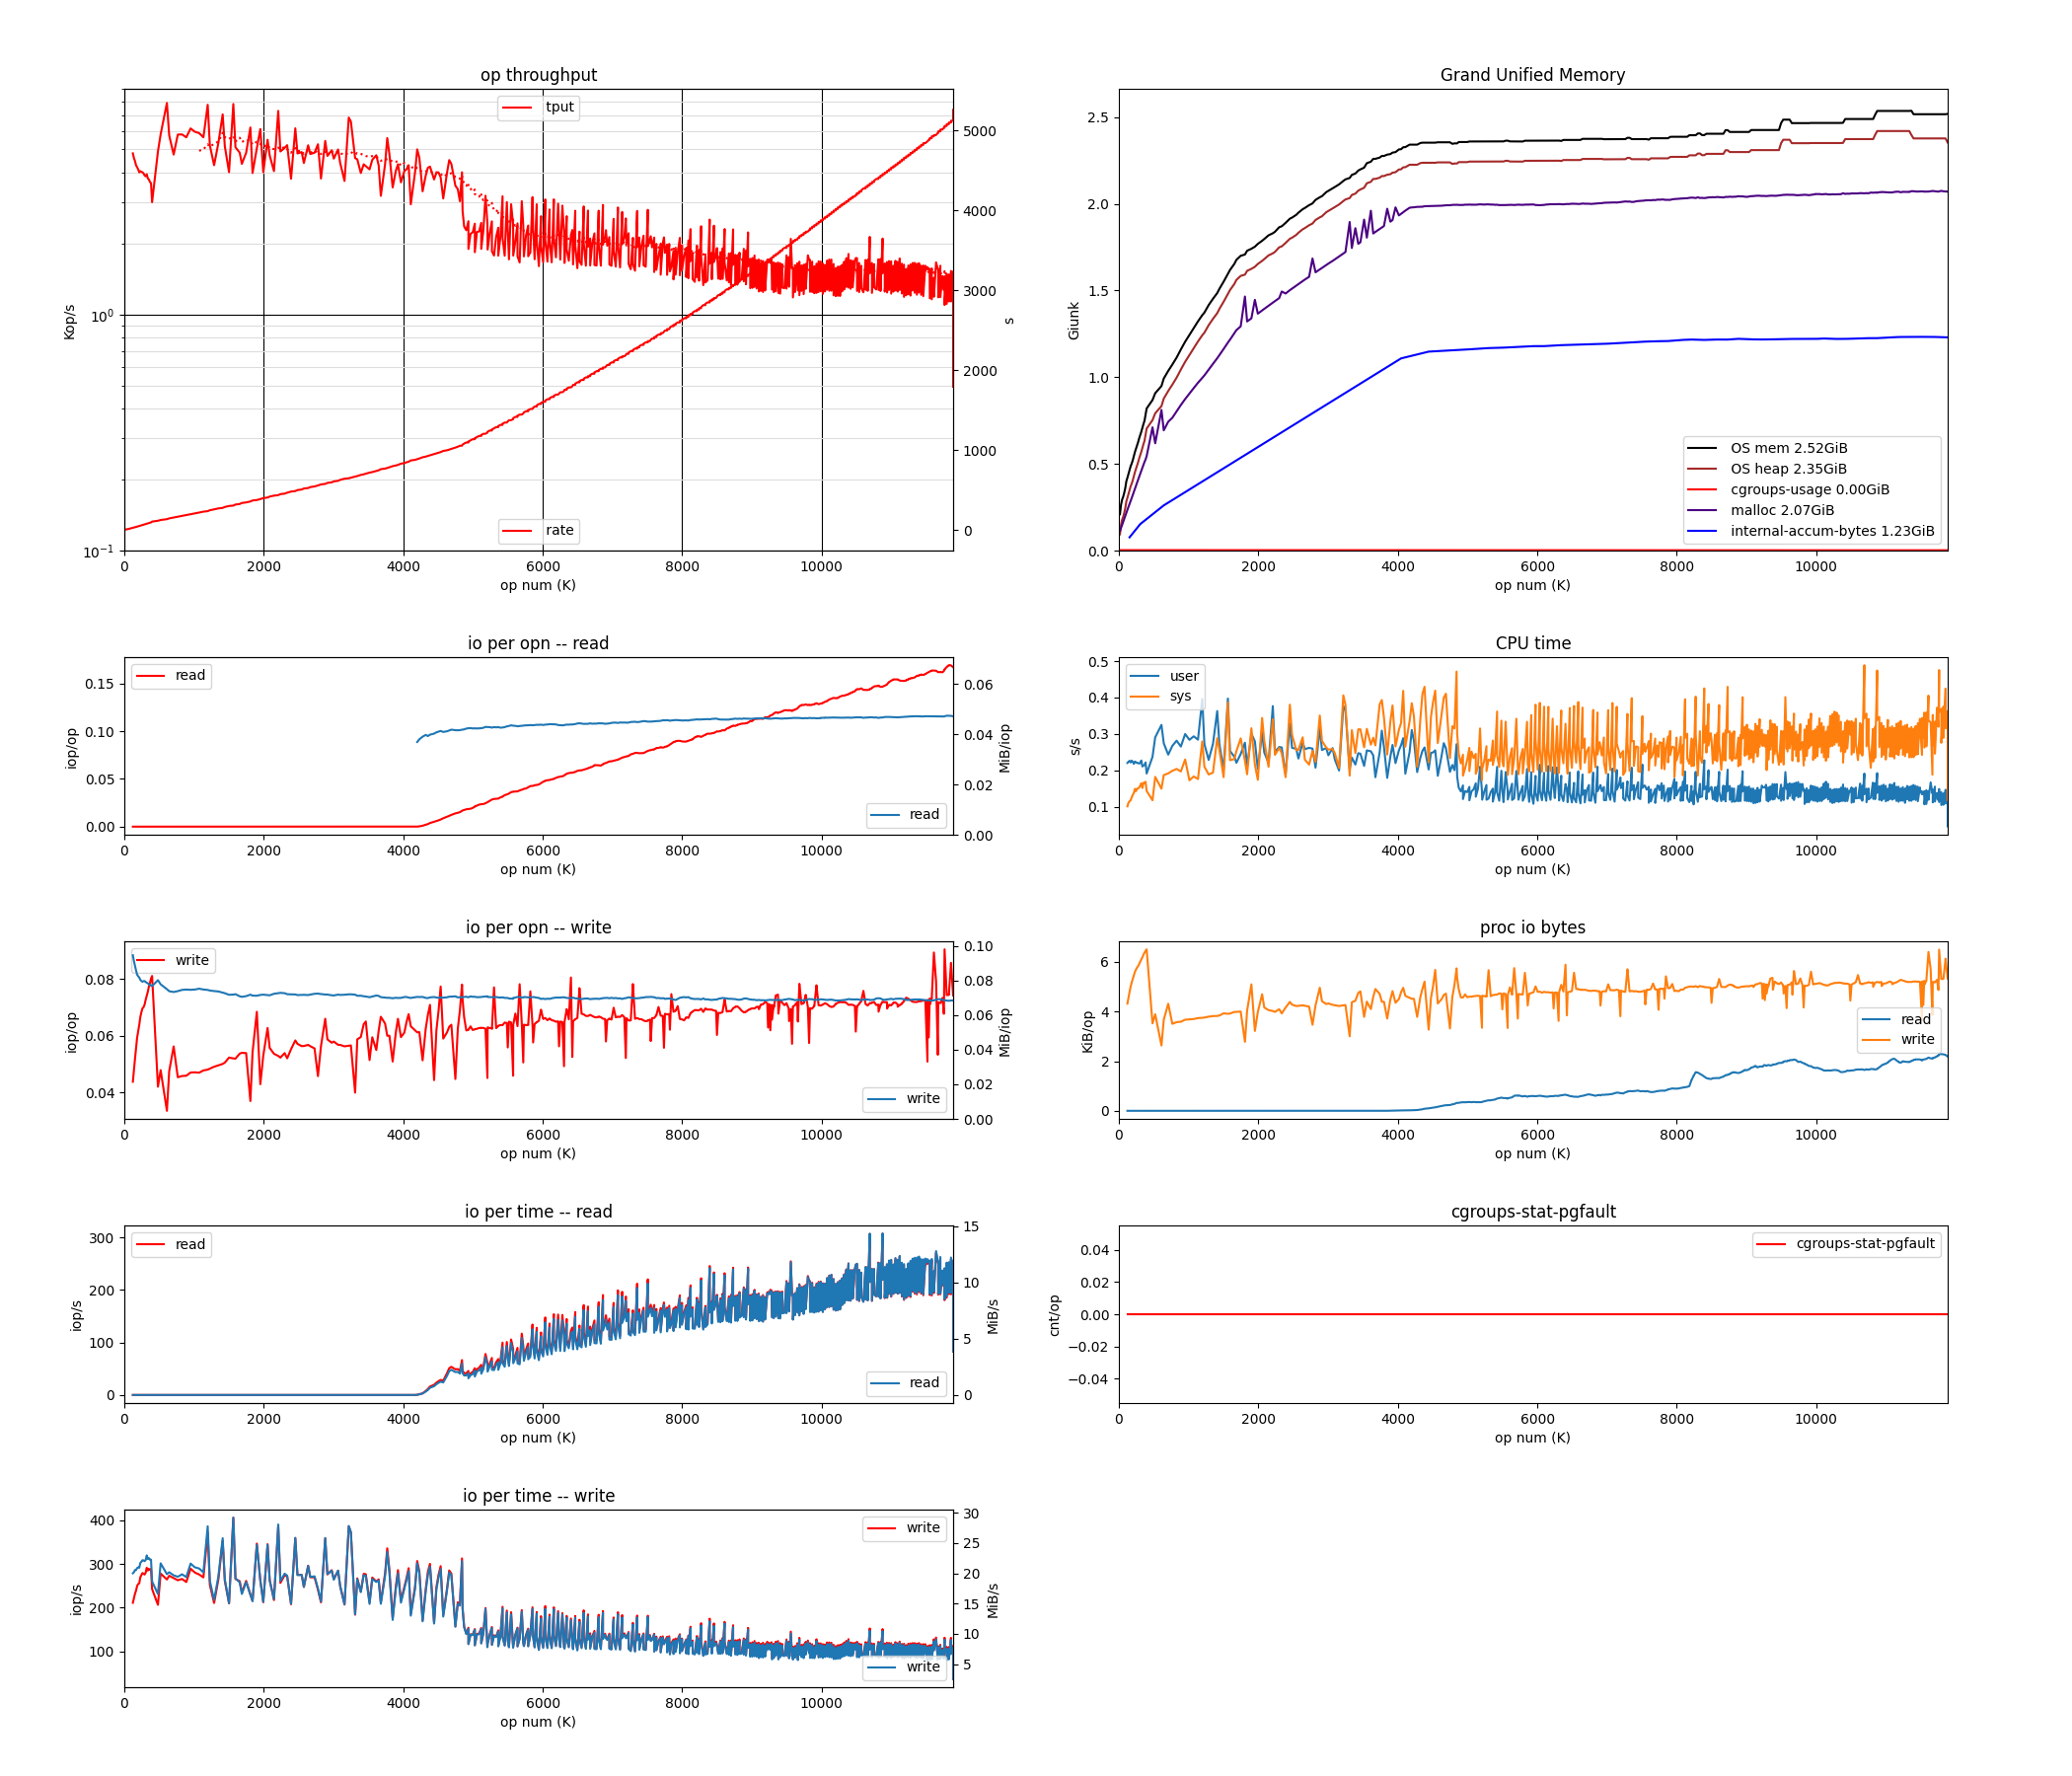 op throughput
tput
rate
Kop/s
s
10⁰
10⁻¹
5000
4000
3000
2000
1000
0
0 2000 4000 6000 8000 10000
op num (K)
Grand Unified Memory
Giunk
2.5
2.0
1.5
1.0
0.5
0.0
OS mem 2.52GiB
OS heap 2.35GiB
cgroups-usage 0.00GiB
malloc 2.07GiB
internal-accum-bytes 1.23GiB
0 2000 4000 6000 8000 10000
op num (K)
io per opn -- read
read
read
iop/op
MiB/iop
0.15
0.10
0.05
0.00
0.06
0.04
0.02
0.00
0 2000 4000 6000 8000 10000
op num (K)
CPU time
user
sys
s/s
0.5
0.4
0.3
0.2
0.1
0 2000 4000 6000 8000 10000
op num (K)
io per opn -- write
write
write
iop/op
MiB/iop
0.08
0.06
0.04
0.10
0.08
0.06
0.04
0.02
0.00
0 2000 4000 6000 8000 10000
op num (K)
proc io bytes
read
write
KiB/op
6
4
2
0
0 2000 4000 6000 8000 10000
op num (K)
io per time -- read
read
read
iop/s
MiB/s
300
200
100
0
15
10
5
0
0 2000 4000 6000 8000 10000
op num (K)
cgroups-stat-pgfault
cgroups-stat-pgfault
cnt/op
0.04
0.02
0.00
−0.02
−0.04
0 2000 4000 6000 8000 10000
op num (K)
io per time -- write
write
write
iop/s
MiB/s
400
300
200
100
30
25
20
15
10
5
0 2000 4000 6000 8000 10000
op num (K)